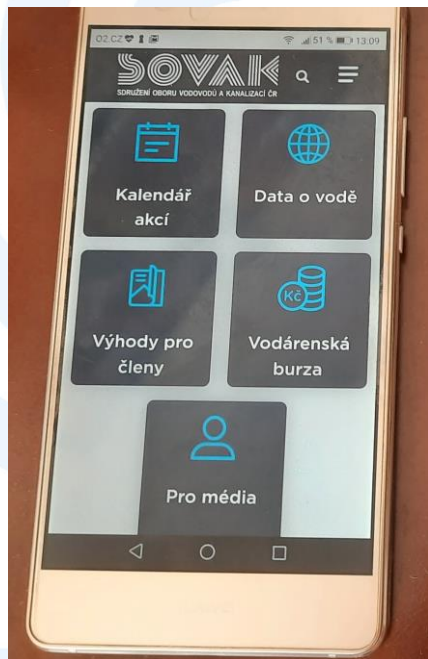 O2.CZ 51 % 13:09
SOVAK
SDRUŽENÍ OBORU VODOVODŮ A KANALIZACÍ ČR
Kalendář
akcí
Data o vodě
Výhody pro
členy
Kč
Vodárenská
burza
Pro média